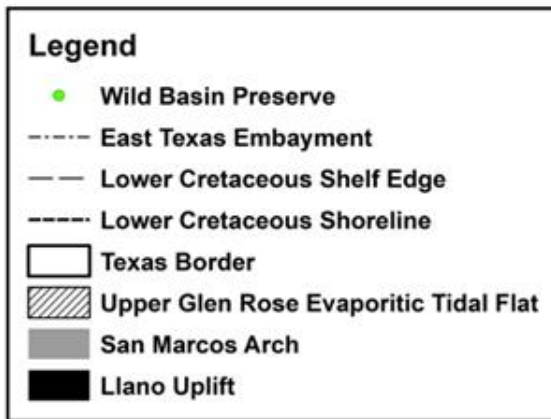 Legend
Wild Basin Preserve
East Texas Embayment
Lower Cretaceous Shelf Edge
Lower Cretaceous Shoreline
Texas Border
Upper Glen Rose Evaporitic Tidal Flat
San Marcos Arch
Llano Uplift